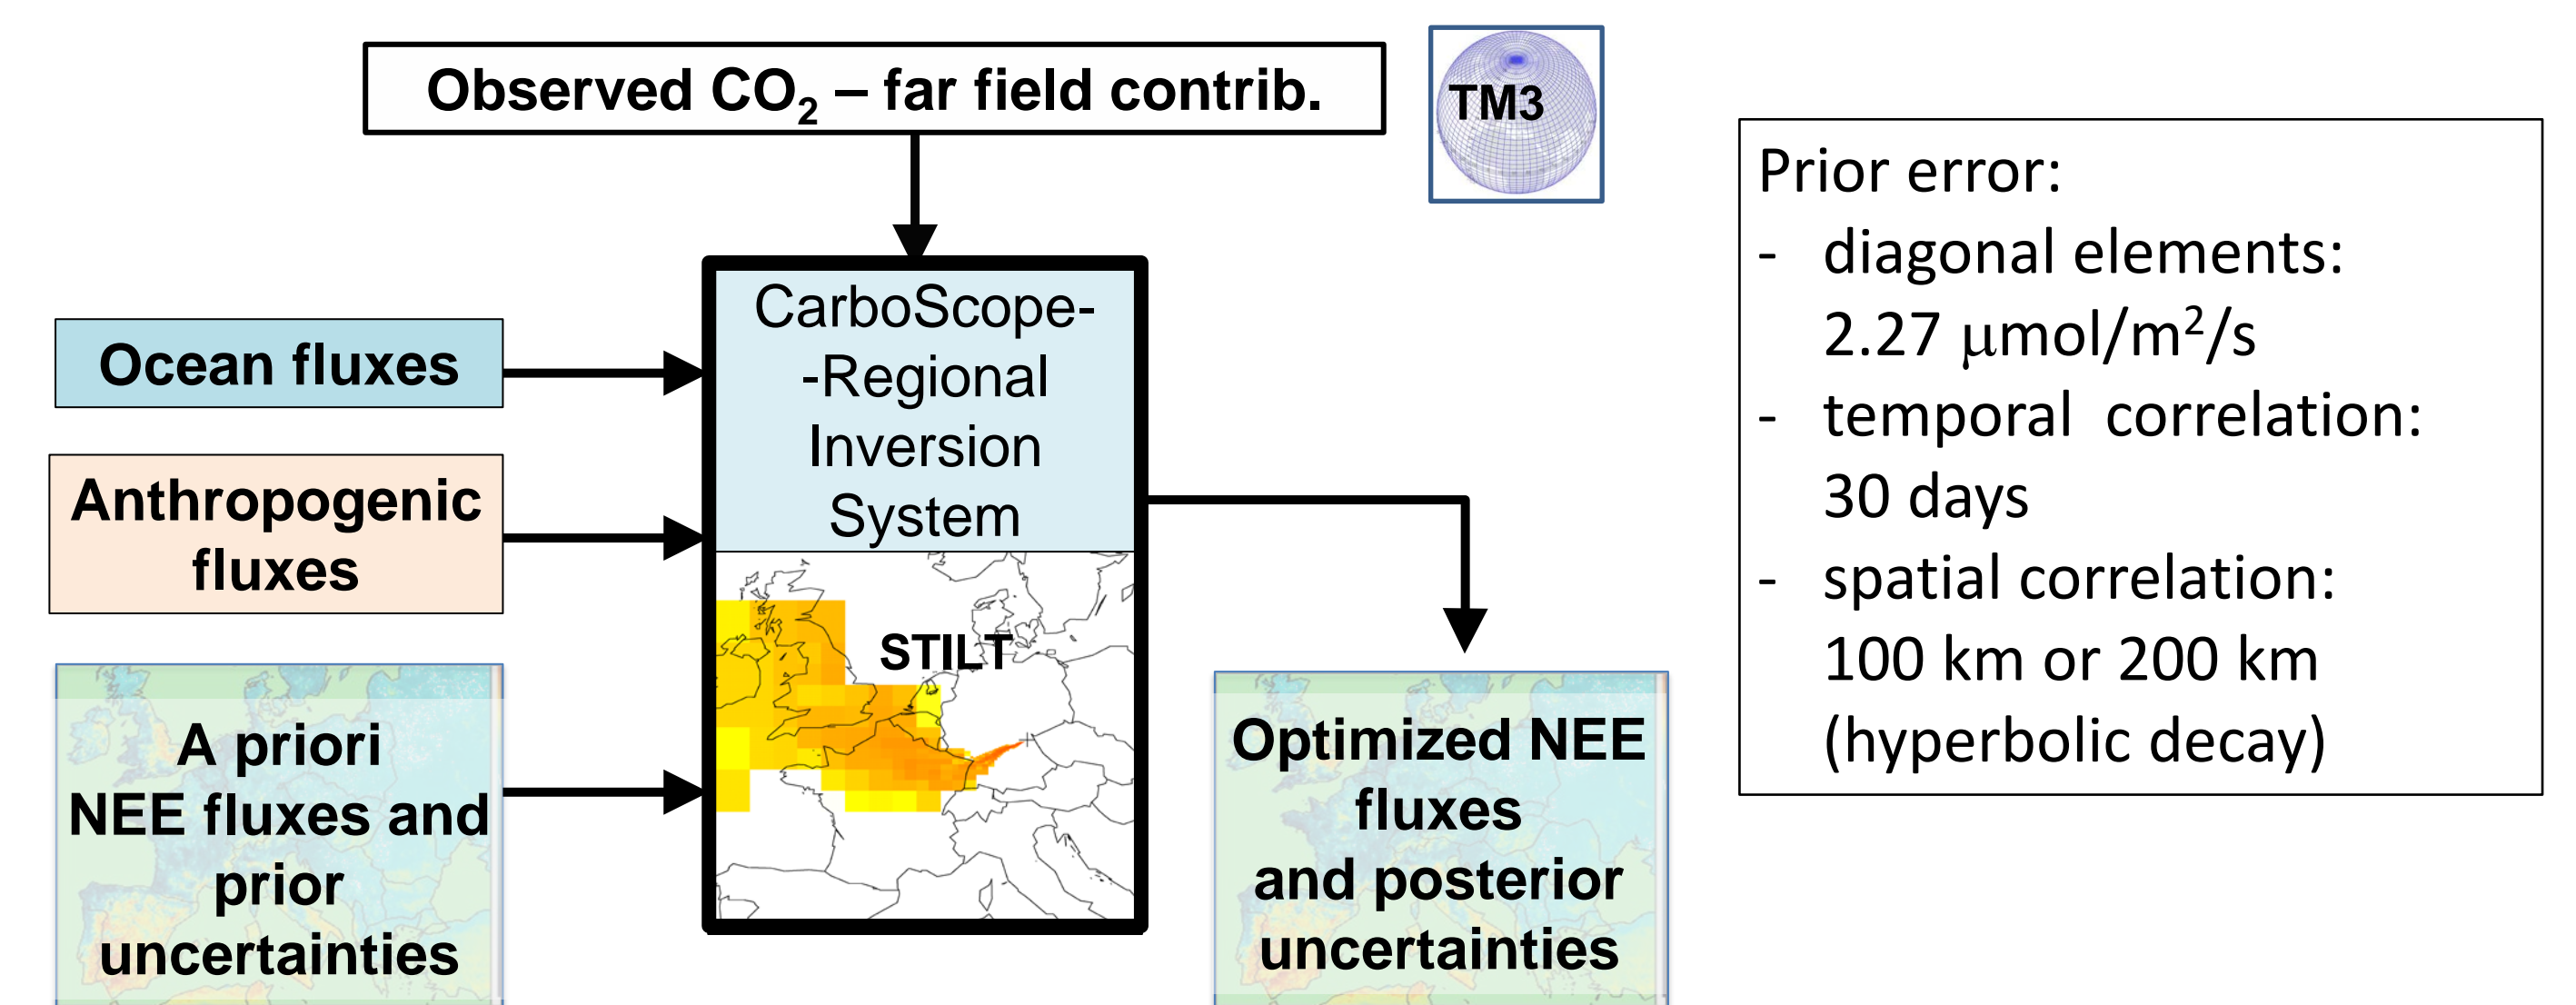 Observed CO₂ – far field contrib.
TM3
Ocean fluxes
Anthropogenic
fluxes
A priori
NEE fluxes and
prior
uncertainties
CarboScope-
-Regional
Inversion
System
STILT
Optimized NEE
fluxes
and posterior
uncertainties
Prior error:
- diagonal elements:
2.27 μmol/m²/s
- temporal correlation:
30 days
- spatial correlation:
100 km or 200 km
(hyperbolic decay)